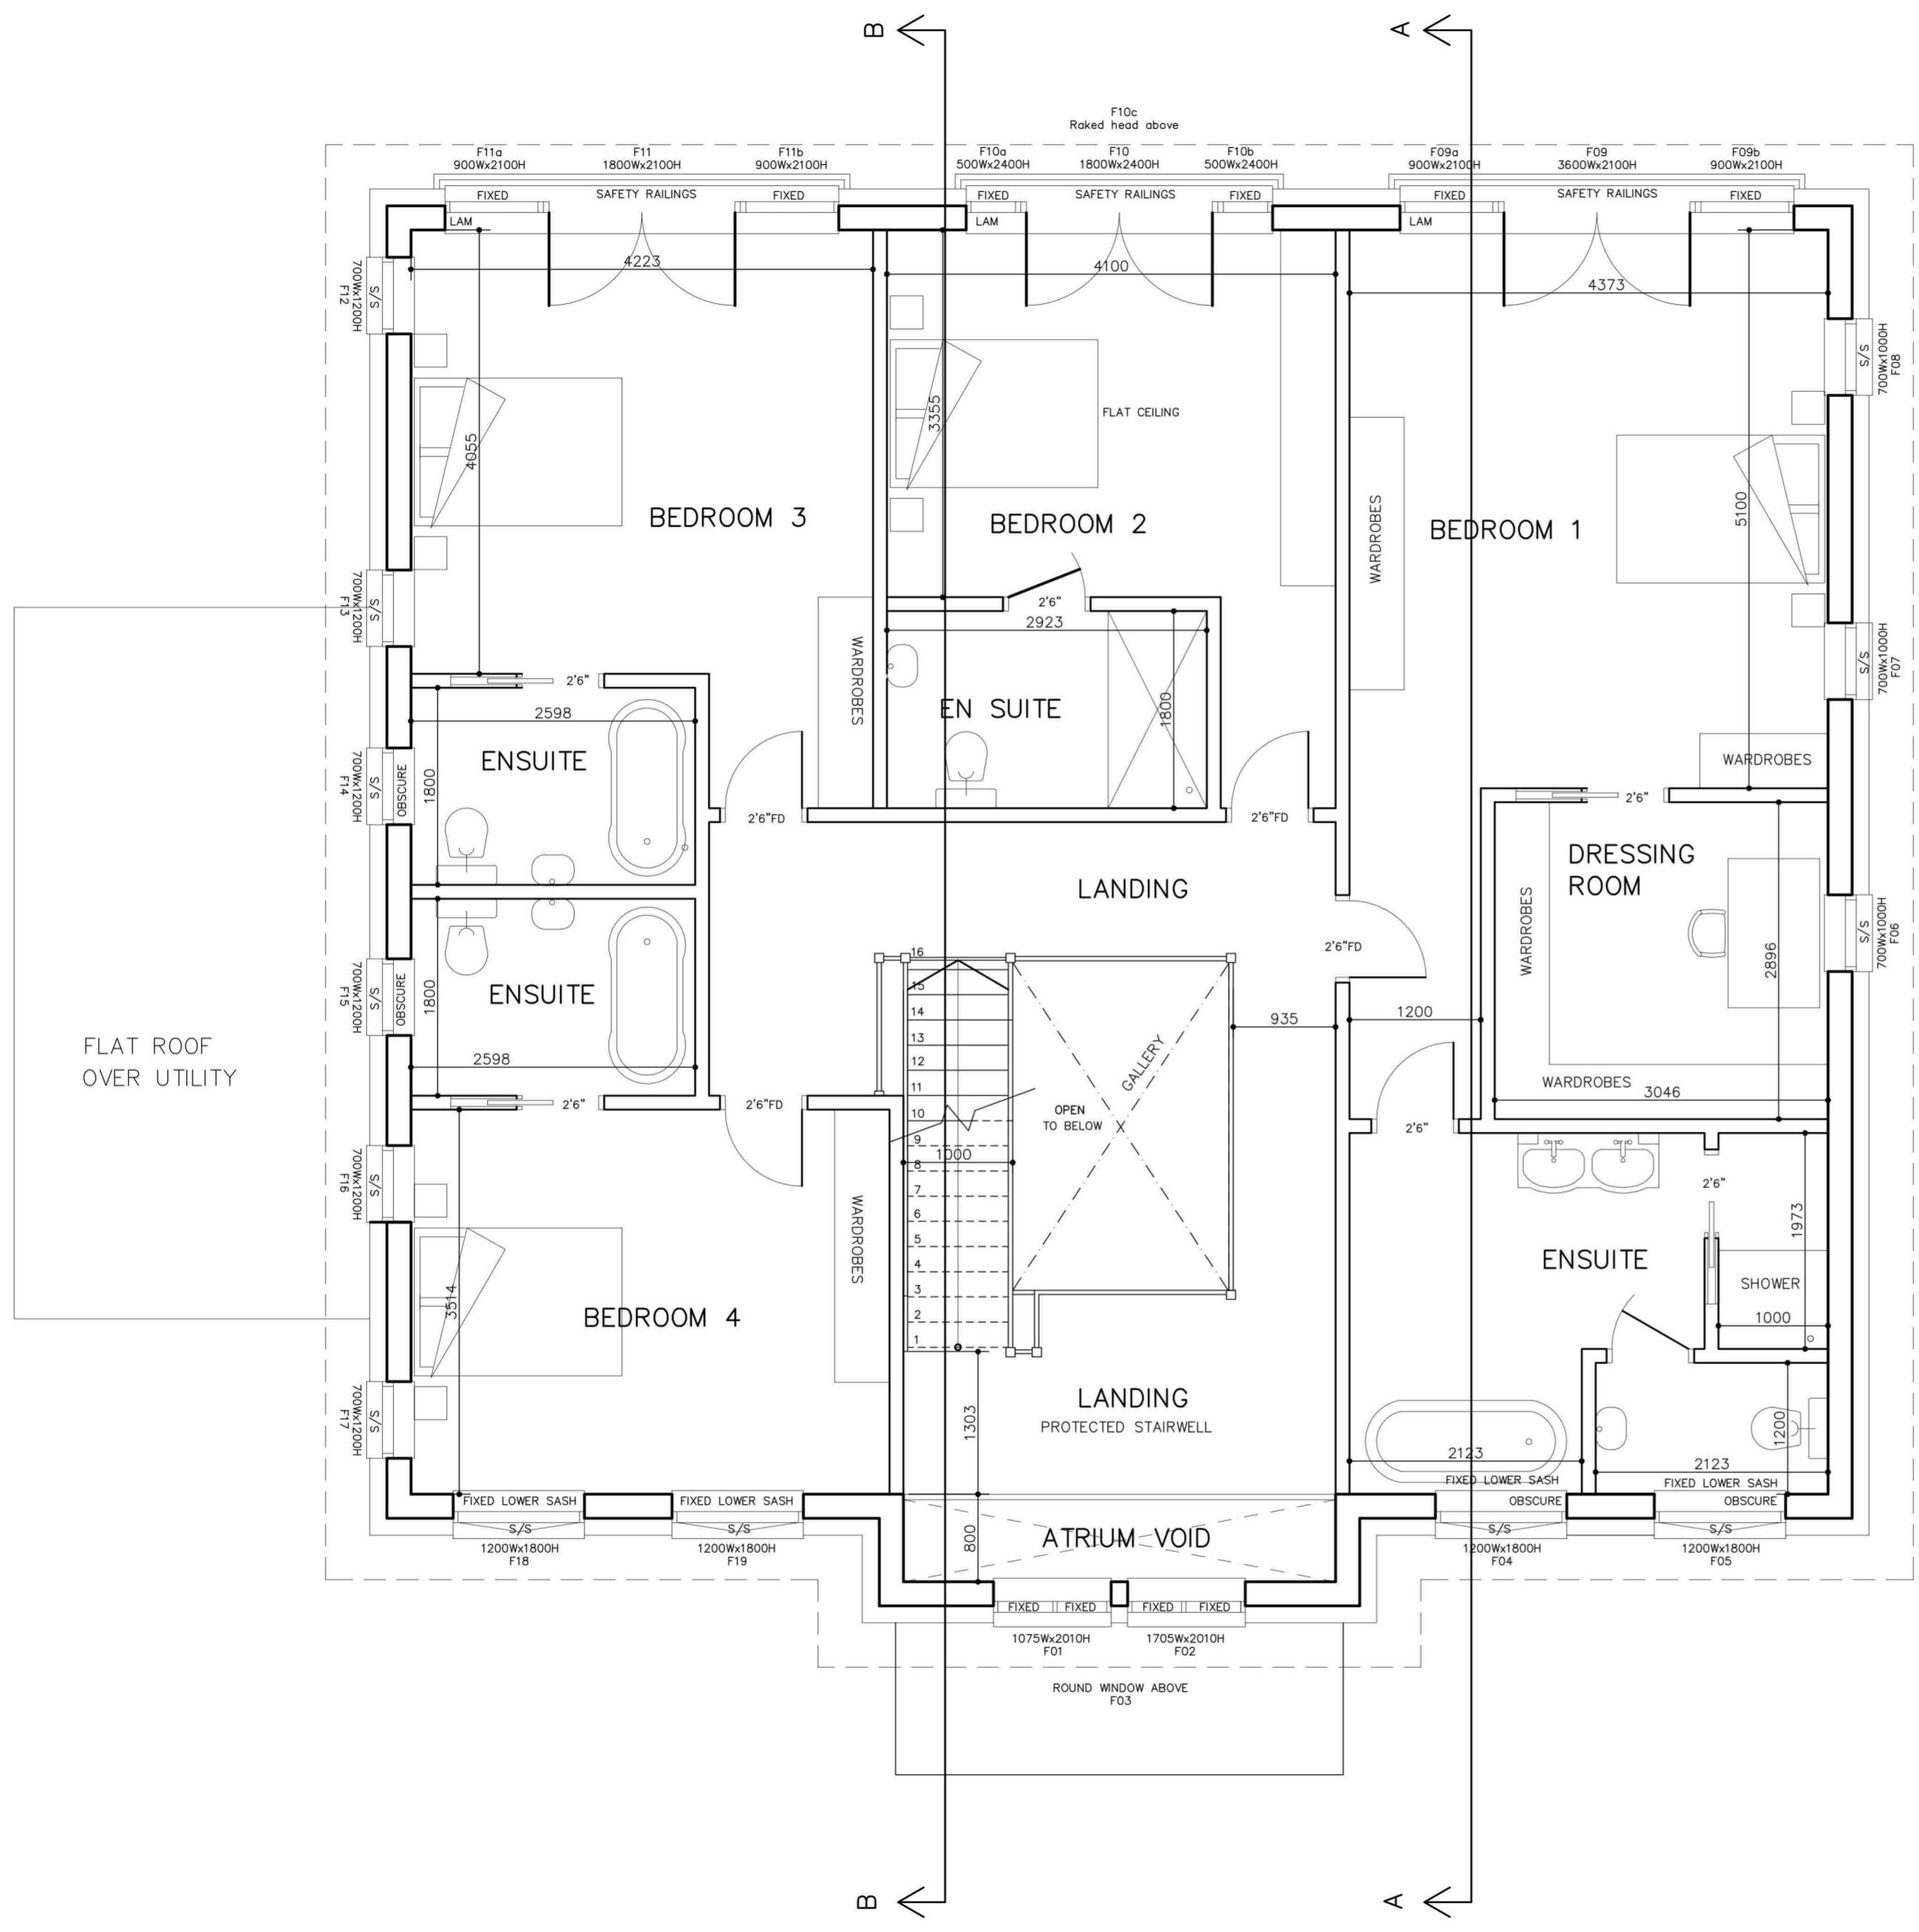 B
A
F10c
Raked head above
F11a
900Wx2100H
F11
1800Wx2100H
F11b
900Wx2100H
F10a
500Wx2400H
F10
1800Wx2400H
F10b
500Wx2400H
F09a
900Wx2100H
F09
3600Wx2100H
F09b
900Wx2100H
FIXED
SAFETY RAILINGS
FIXED
FIXED
SAFETY RAILINGS
FIXED
FIXED
SAFETY RAILINGS
FIXED
LAM
LAM
LAM
700Wx1200H
F12
S/S
4223
4100
4373
700Wx1000H
F08
S/S
4055
3355
FLAT CEILING
5100
BEDROOM 3
BEDROOM 2
WARDROBES
BEDROOM 1
700Wx1200H
F13
S/S
2'6"
2923
700Wx1000H
F07
S/S
WARDROBES
2'6"
2598
EN SUITE
1800
ENSUITE
WARDROBES
700Wx1200H
F14
S/S
OBSCURE
1800
2'6"
2'6"FD
2'6"FD
DRESSING
ROOM
LANDING
WARDROBES
2'6"FD
2896
700Wx1000H
F06
S/S
700Wx1200H
F15
S/S
OBSCURE
1800
ENSUITE
2598
16
15
14
13
12
11
10
9
8
7
6
5
4
3
2
1
935
1200
FLAT ROOF
OVER UTILITY
GALLERY
OPEN
TO BELOW
WARDROBES
3046
2'6"
2'6"FD
2'6"
1000
700Wx1200H
F16
S/S
WARDROBES
2'6"
1973
ENSUITE
SHOWER
1000
3514
BEDROOM 4
LANDING
PROTECTED STAIRWELL
1303
700Wx1200H
F17
S/S
1200
2123
2123
FIXED LOWER SASH
FIXED LOWER SASH
FIXED LOWER SASH
OBSCURE
FIXED LOWER SASH
OBSCURE
S/S
S/S
800
ATRIUM VOID
S/S
S/S
1200Wx1800H
F18
1200Wx1800H
F19
1200Wx1800H
F04
1200Wx1800H
F05
FIXED
FIXED
FIXED
FIXED
1075Wx2010H
F01
1705Wx2010H
F02
ROUND WINDOW ABOVE
F03
B
A